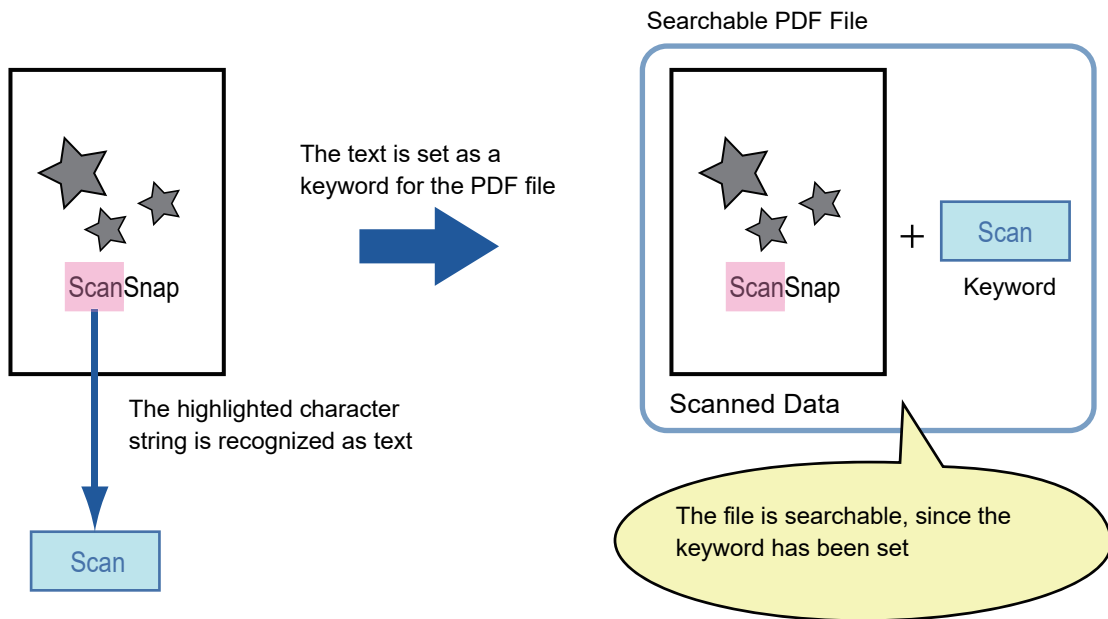 ScanSnap
The highlighted character
string is recognized as text
Scan
The text is set as a
keyword for the PDF file
Searchable PDF File
ScanSnap
Scanned Data
+
Scan
Keyword
The file is searchable, since the
keyword has been set